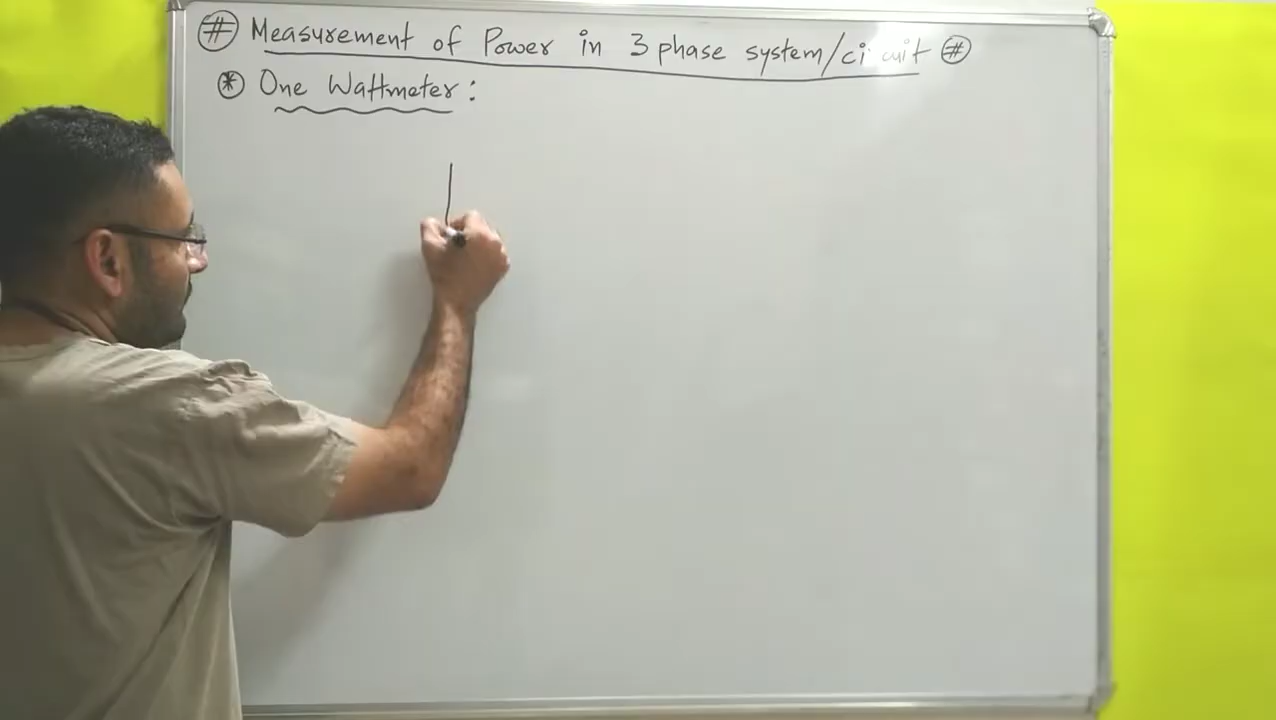 # Measurement of Power in 3 phase system/circuit #
* One Wattmeter: